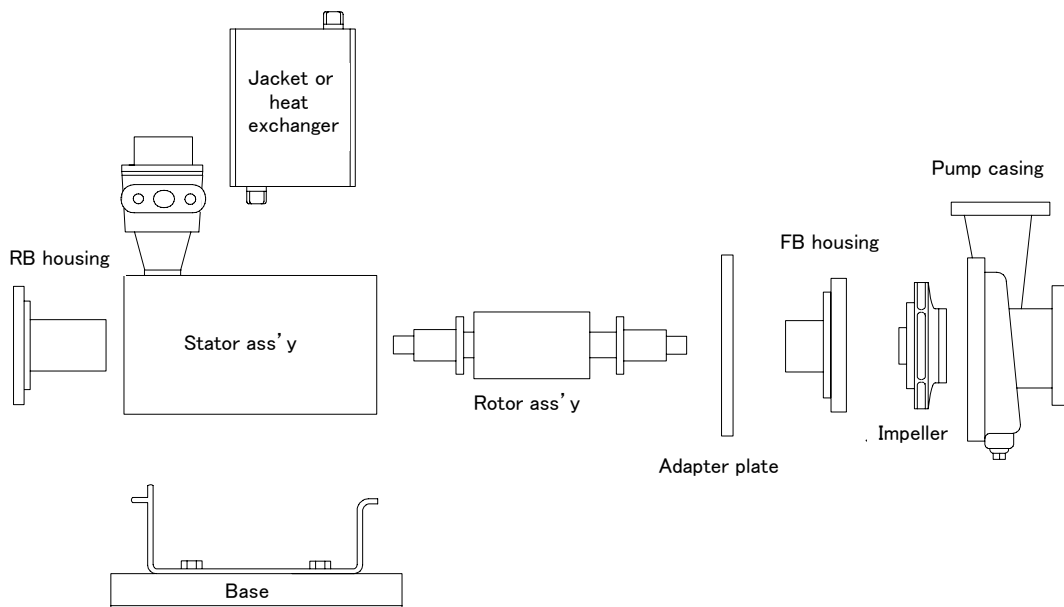 Jacket or
heat
exchanger
Pump casing
RB housing
FB housing
Stator ass'y
Rotor ass'y
Impeller
Adapter plate
Base